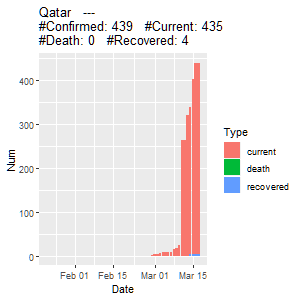 Qatar   ---
#Confirmed: 439   #Current: 435
#Death: 0   #Recovered: 4
Num
400
300
200
100
0
Feb 01
Feb 15
Mar 01
Mar 15
Date
Type
current
death
recovered